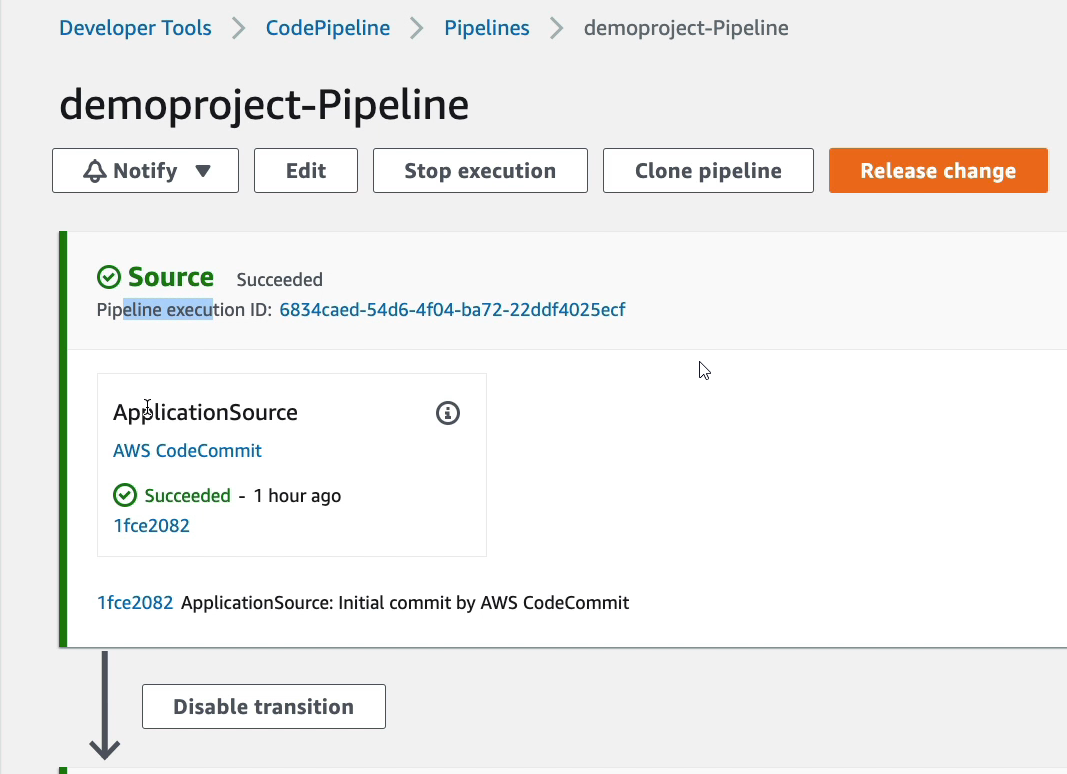 Developer Tools > CodePipeline > Pipelines > demoproject-Pipeline
demoproject-Pipeline
Notify Edit Stop execution Clone pipeline Release change
Source Succeeded
Pipeline execution ID: 6834caed-54d6-4f04-ba72-22ddf4025ecf
ApplicationSource
AWS CodeCommit
Succeeded - 1 hour ago
1fce2082
1fce2082 ApplicationSource: Initial commit by AWS CodeCommit
Disable transition